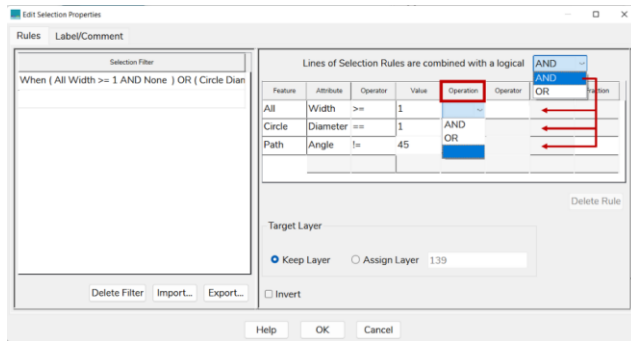 Edit Selection Properties
Rules Label/Comment
Selection Filter
When ( All Width >= 1 AND None ) OR ( Circle Dian
Lines of Selection Rules are combined with a logical AND
AND
OR
Feature Attribute Operator Value Operation Operator
All Width >= 1
Circle Diameter == 1
Path Angle != 45
AND
OR
Delete Rule
Target Layer
Keep Layer Assign Layer 139
Invert
Delete Filter Import... Export...
Help OK Cancel